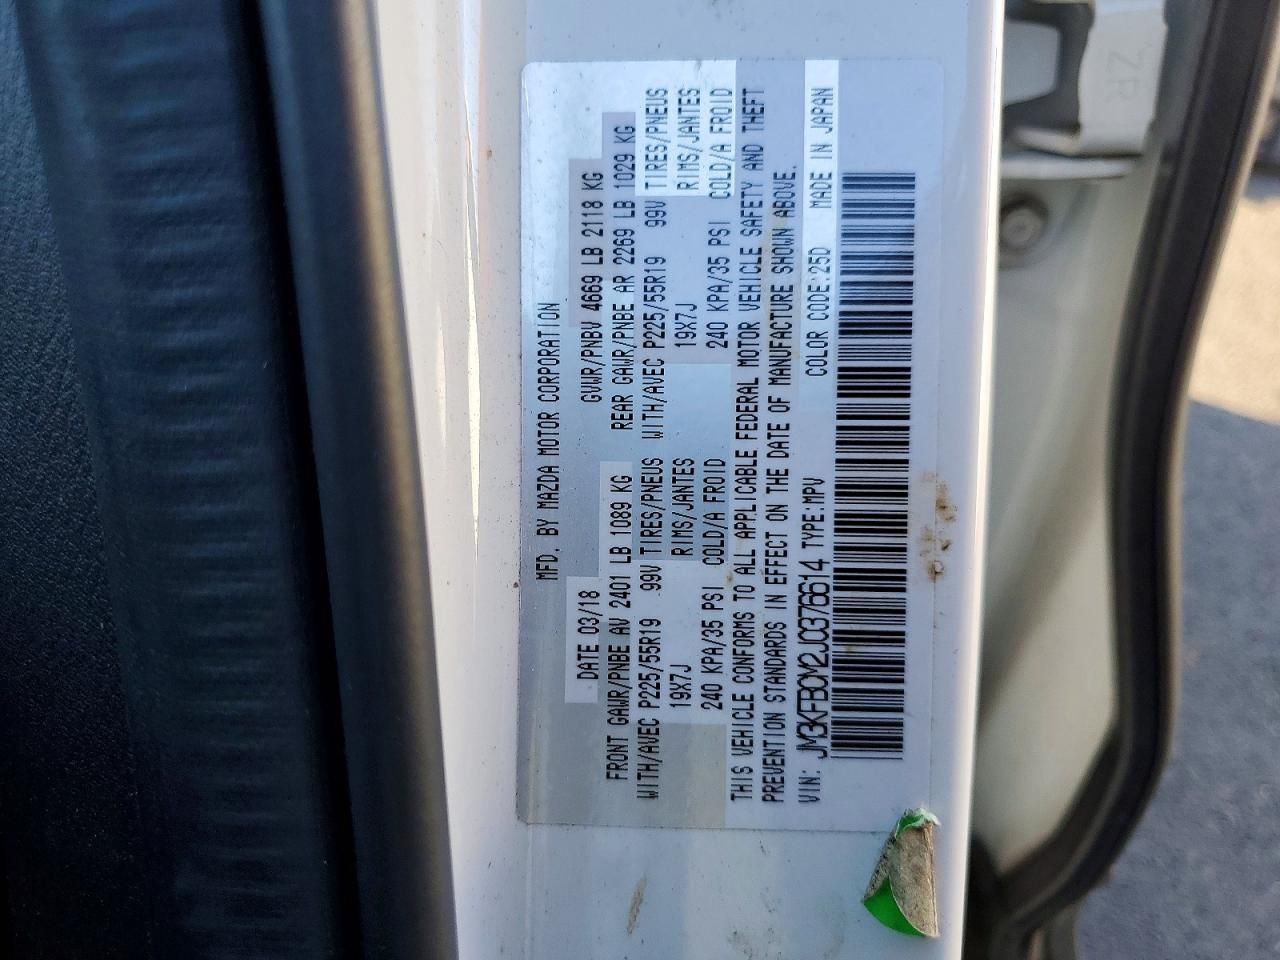 MFD. BY MAZDA MOTOR CORPORATION
DATE 03/18 GVWR/PNBV 4669 LB 2118 KG
FRONT GAWR/PNBE AV 2401 LB 1089 KG REAR GAWR/PNBE AR 2269 LB 1029 KG
WITH/AVEC P225/55R19 99V TIRES/PNEUS WITH/AVEC P225/55R19 99V TIRES/PNEUS
19X7J RIMS/JANTES 19X7J RIMS/JANTES
240 KPA/35 PSI COLD/A FROID 240 KPA/35 PSI COLD/A FROID
THIS VEHICLE CONFORMS TO ALL APPLICABLE FEDERAL MOTOR VEHICLE SAFETY AND THEFT
PREVENTION STANDARDS IN EFFECT ON THE DATE OF MANUFACTURE SHOWN ABOVE.
VIN: JM3KFBCM2J0376614 TYPE:MPV COLOR CODE:25D MADE IN JAPAN
ZR